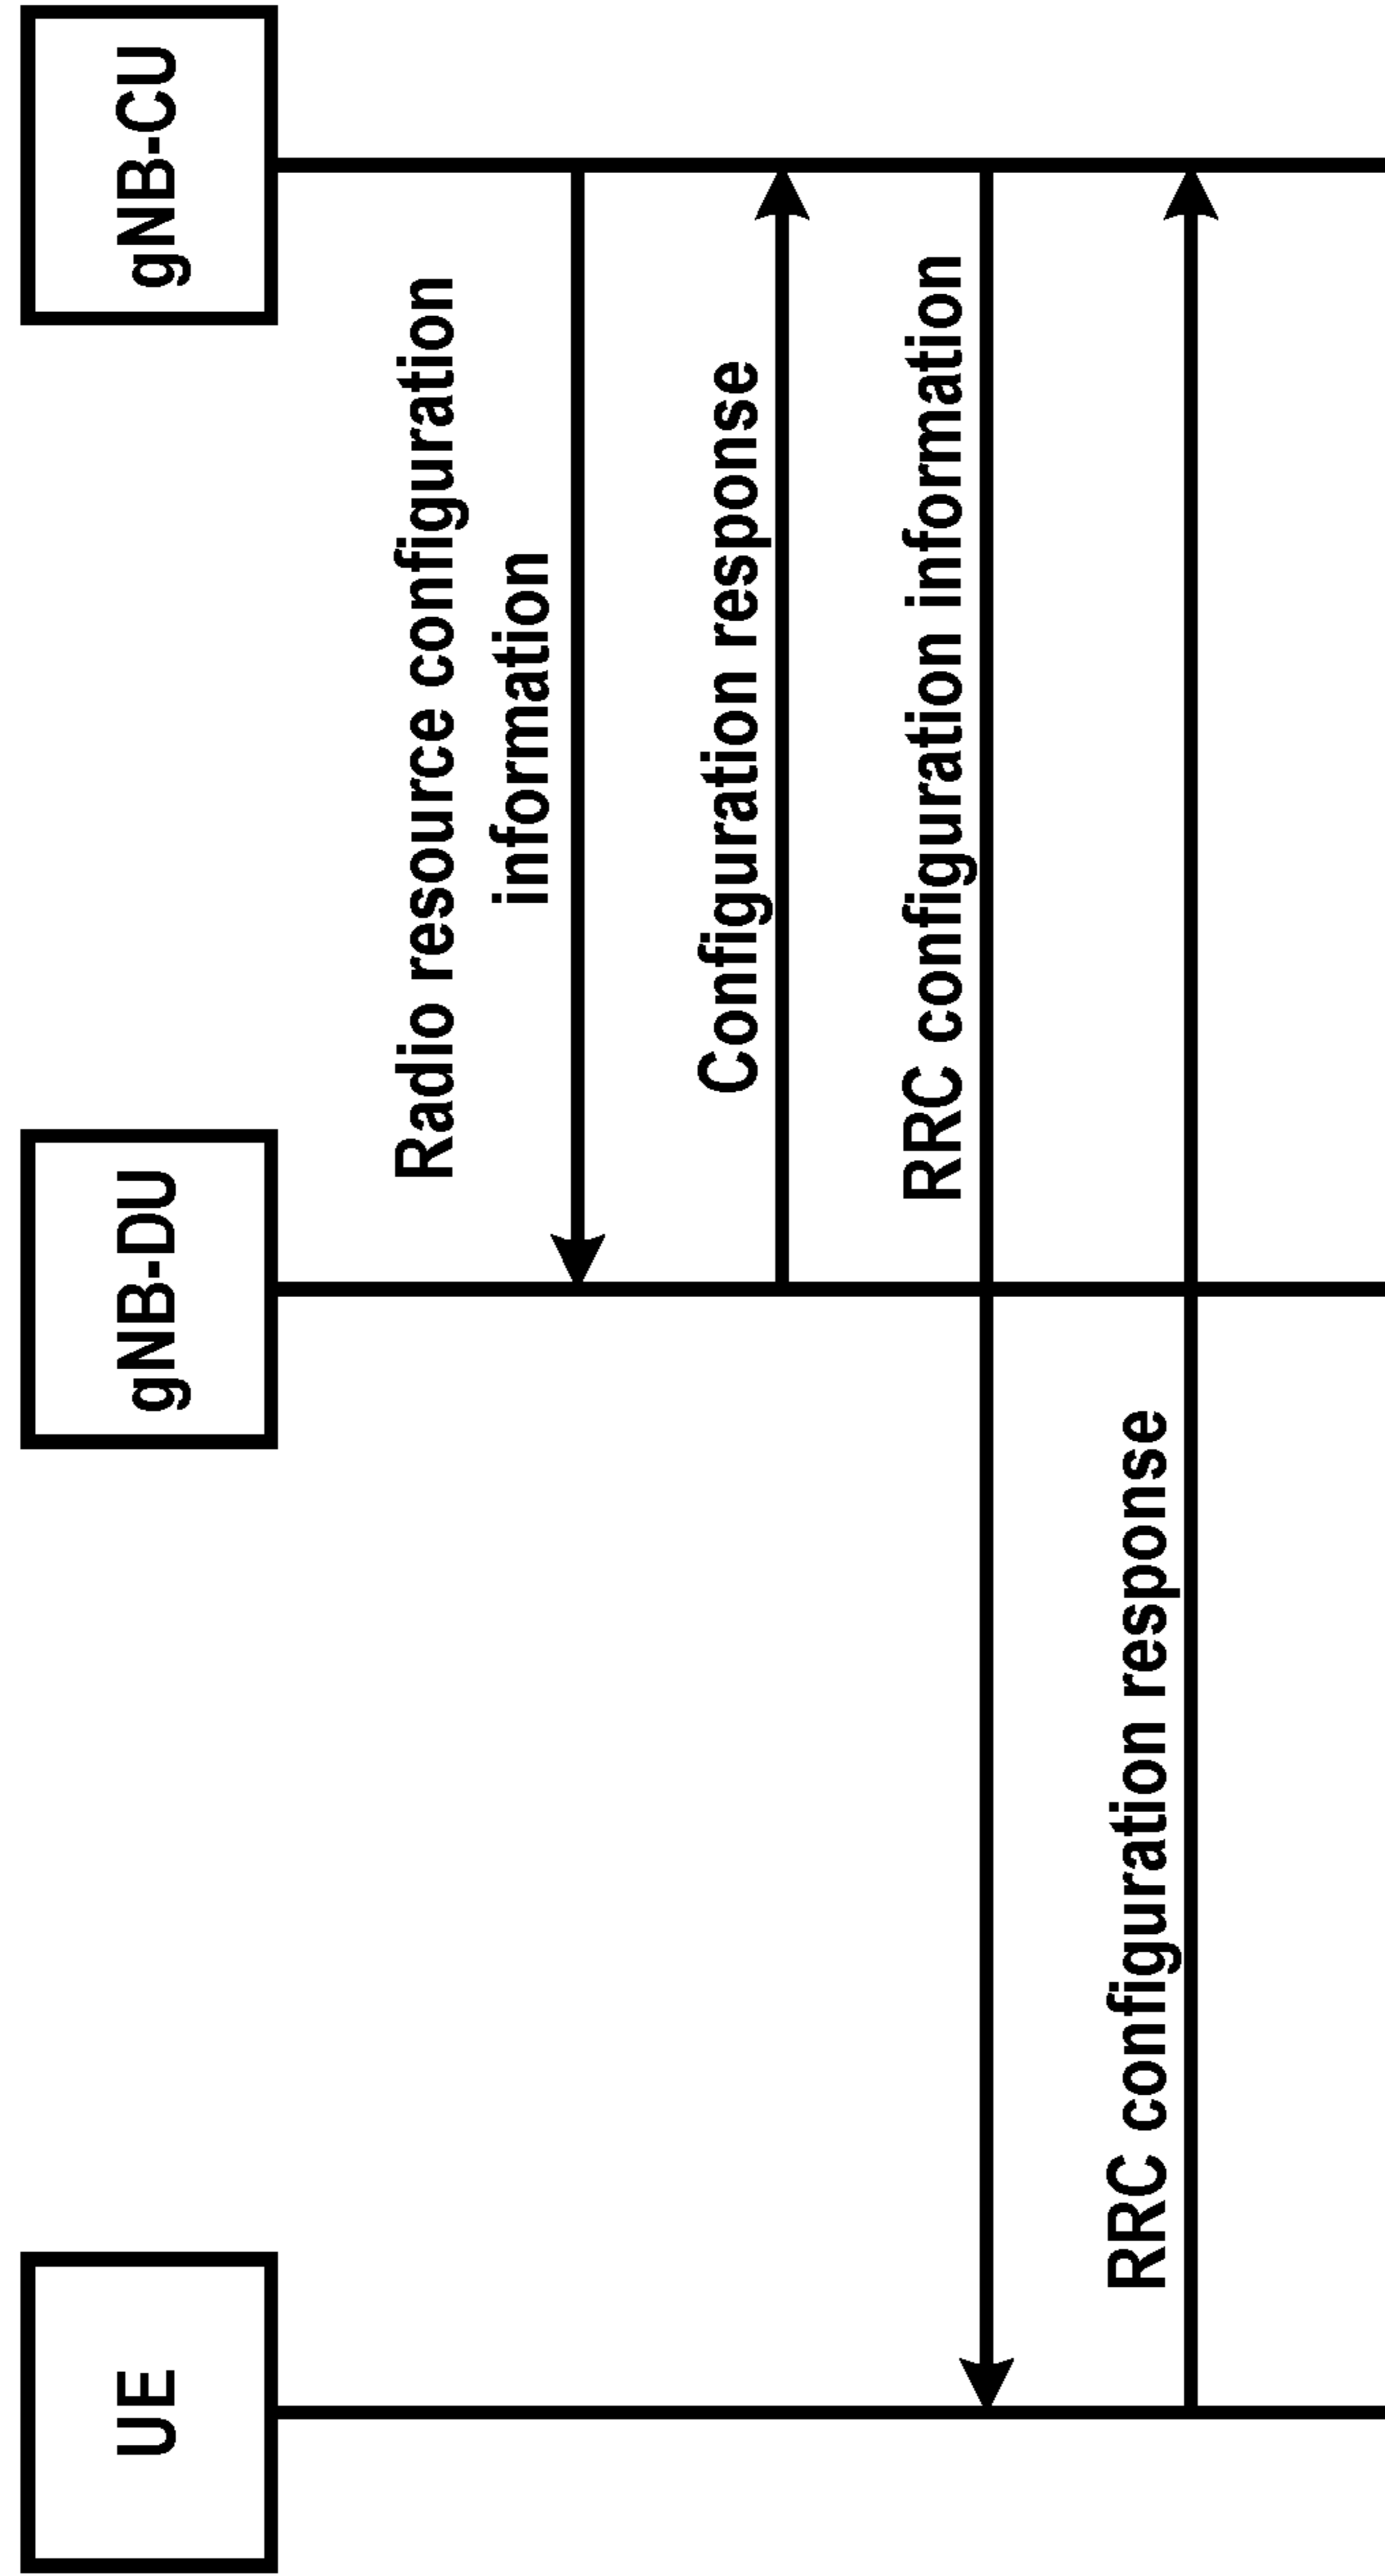 UE
gNB-DU
gNB-CU
Radio resource configuration
information
Configuration response
RRC configuration information
RRC configuration response